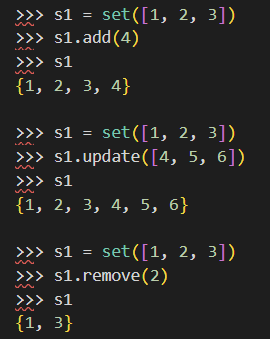 >>> s1 = set([1, 2, 3])
>>> s1.add(4)
>>> s1
{1, 2, 3, 4}
>>> s1 = set([1, 2, 3])
>>> s1.update([4, 5, 6])
>>> s1
{1, 2, 3, 4, 5, 6}
>>> s1 = set([1, 2, 3])
>>> s1.remove(2)
>>> s1
{1, 3}